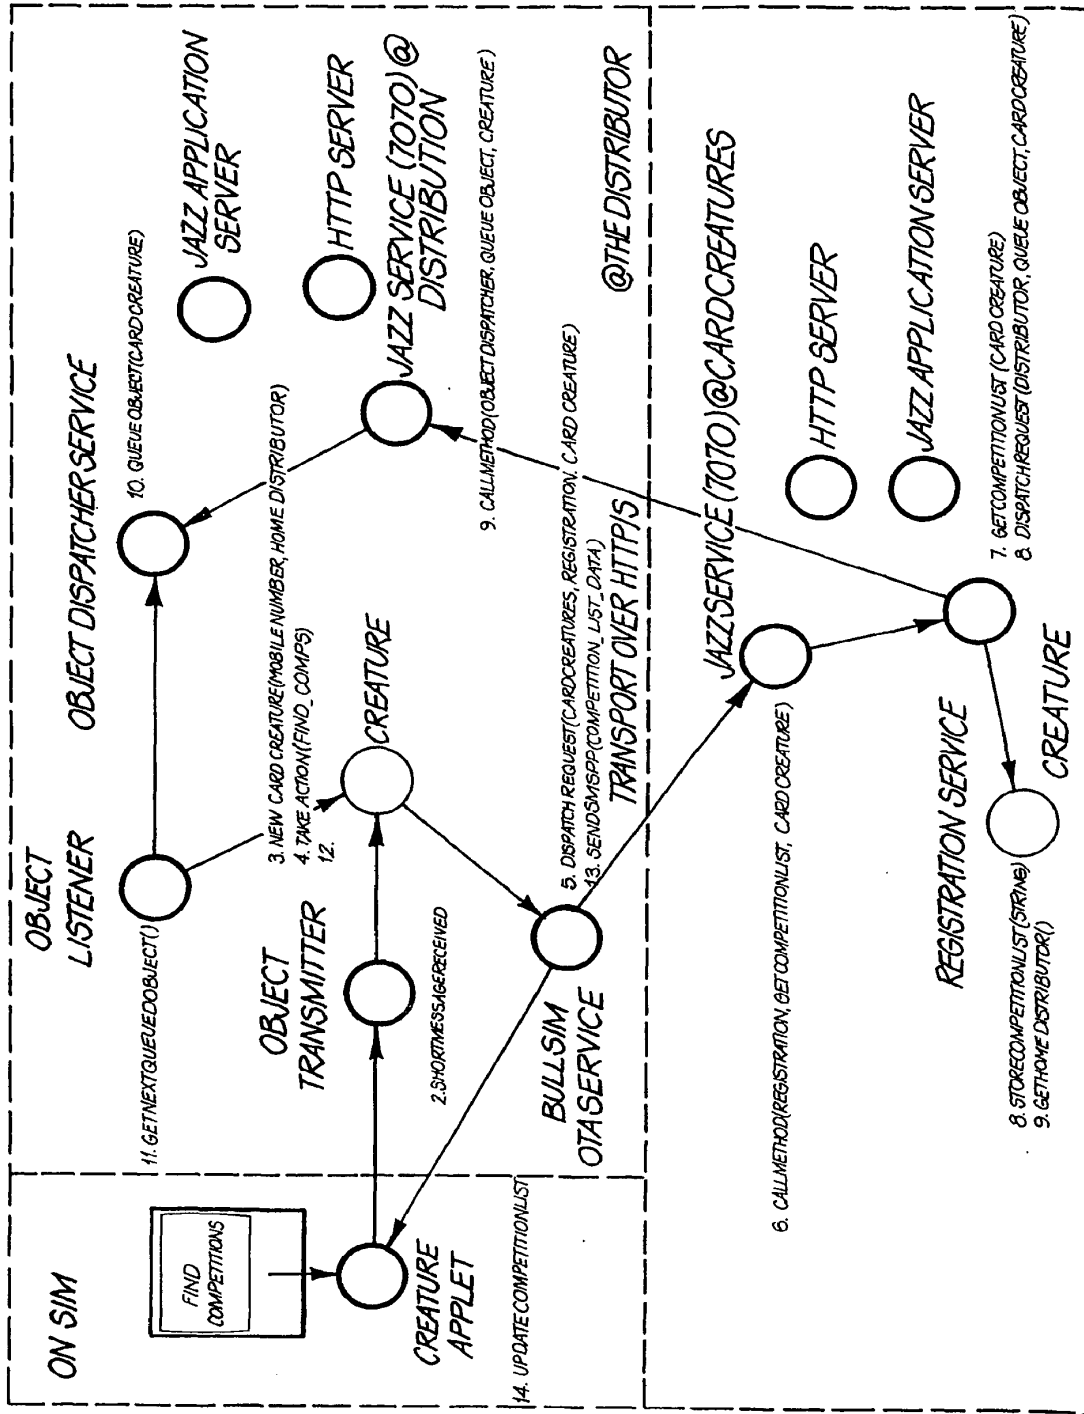 ON SIM
FIND
COMPETITIONS
CREATURE
APPLET
14. UPDATECOMPETITIONLIST
OBJECT
LISTENER
11. GETNEXTQUEUEDOBJECT()
OBJECT
TRANSMITTER
2.SHORTMESSAGERECEIVED
BULLSIM
OTASERVICE
OBJECT DISPATCHER SERVICE
10. QUEUE OBJECT(CARDCREATURE)
3. NEW CARD CREATURE(MOBILE NUMBER, HOME DISTRIBUTOR)
4. TAKE ACTION(FIND_COMPS)
12.
CREATURE
5. DISPATCH REQUEST(CARDCREATURES, REGISTRATION, CARD CREATURE)
13. SENDSMSPP(COMPETITION_LIST_DATA)
TRANSPORT OVER HTTP/S
JAZZ APPLICATION
SERVER
HTTP SERVER
JAZZ SERVICE (7070) @
DISTRIBUTION
9. CALLMETHOD(OBJECT DISPATCHER, QUEUE OBJECT, CREATURE)
@THE DISTRIBUTOR
JAZZSERVICE (7070)@CARDCREATURES
6. CALLMETHOD(REGISTRATION, GETCOMPETITIONLIST, CARD CREATURE)
HTTP SERVER
JAZZ APPLICATION SERVER
REGISTRATION SERVICE
7. GETCOMPETITIONLIST (CARD CREATURE)
8. DISPATCHREQUEST (DISTRIBUTOR, QUEUE OBJECT, CARDCREATURE)
CREATURE
8. STORECOMPETITIONLIST(STRING)
9. GETHOME DISTRIBUTOR()